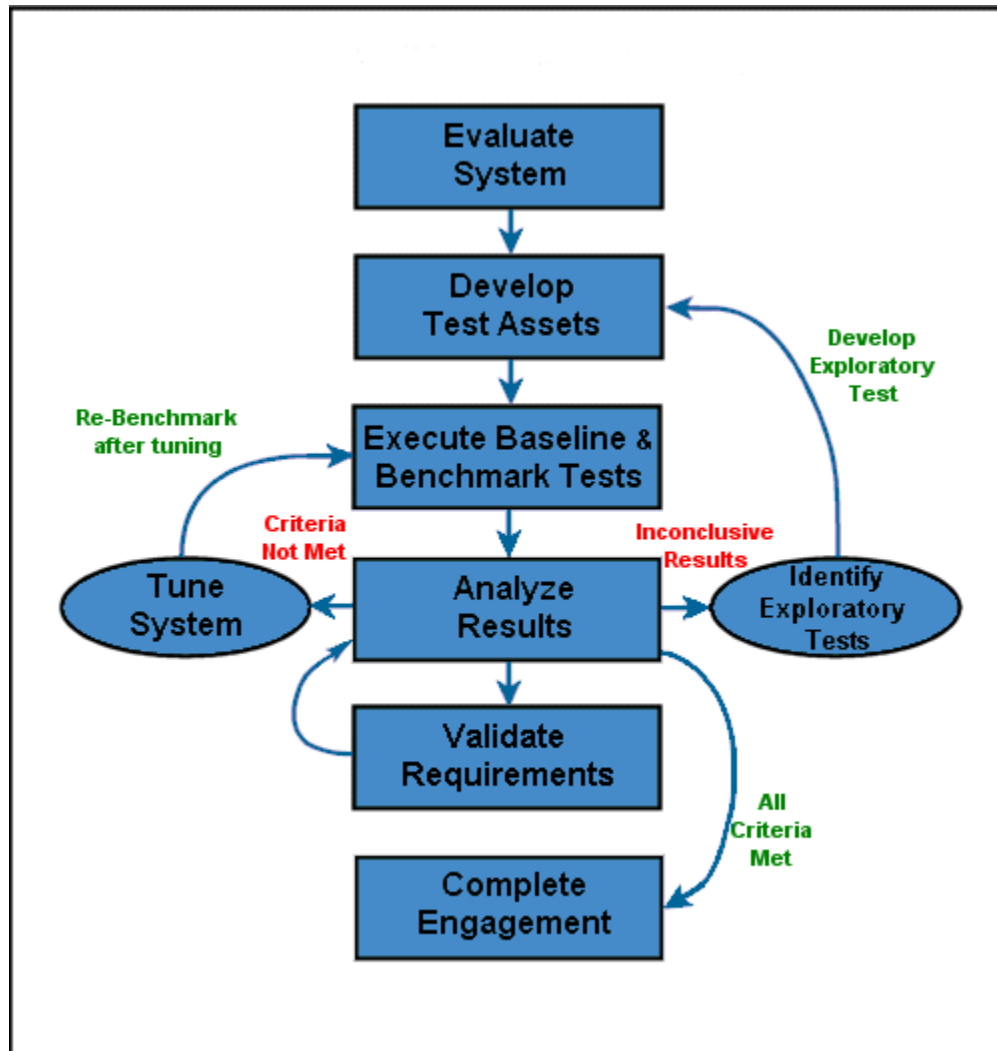 Evaluate
System
Develop
Test Assets
Develop
Exploratory
Test
Re-Benchmark
after tuning
Execute Baseline &
Benchmark Tests
Criteria
Not Met
Inconclusive
Results
Tune
System
Analyze
Results
Identify
Exploratory
Tests
Validate
Requirements
All
Criteria
Met
Complete
Engagement